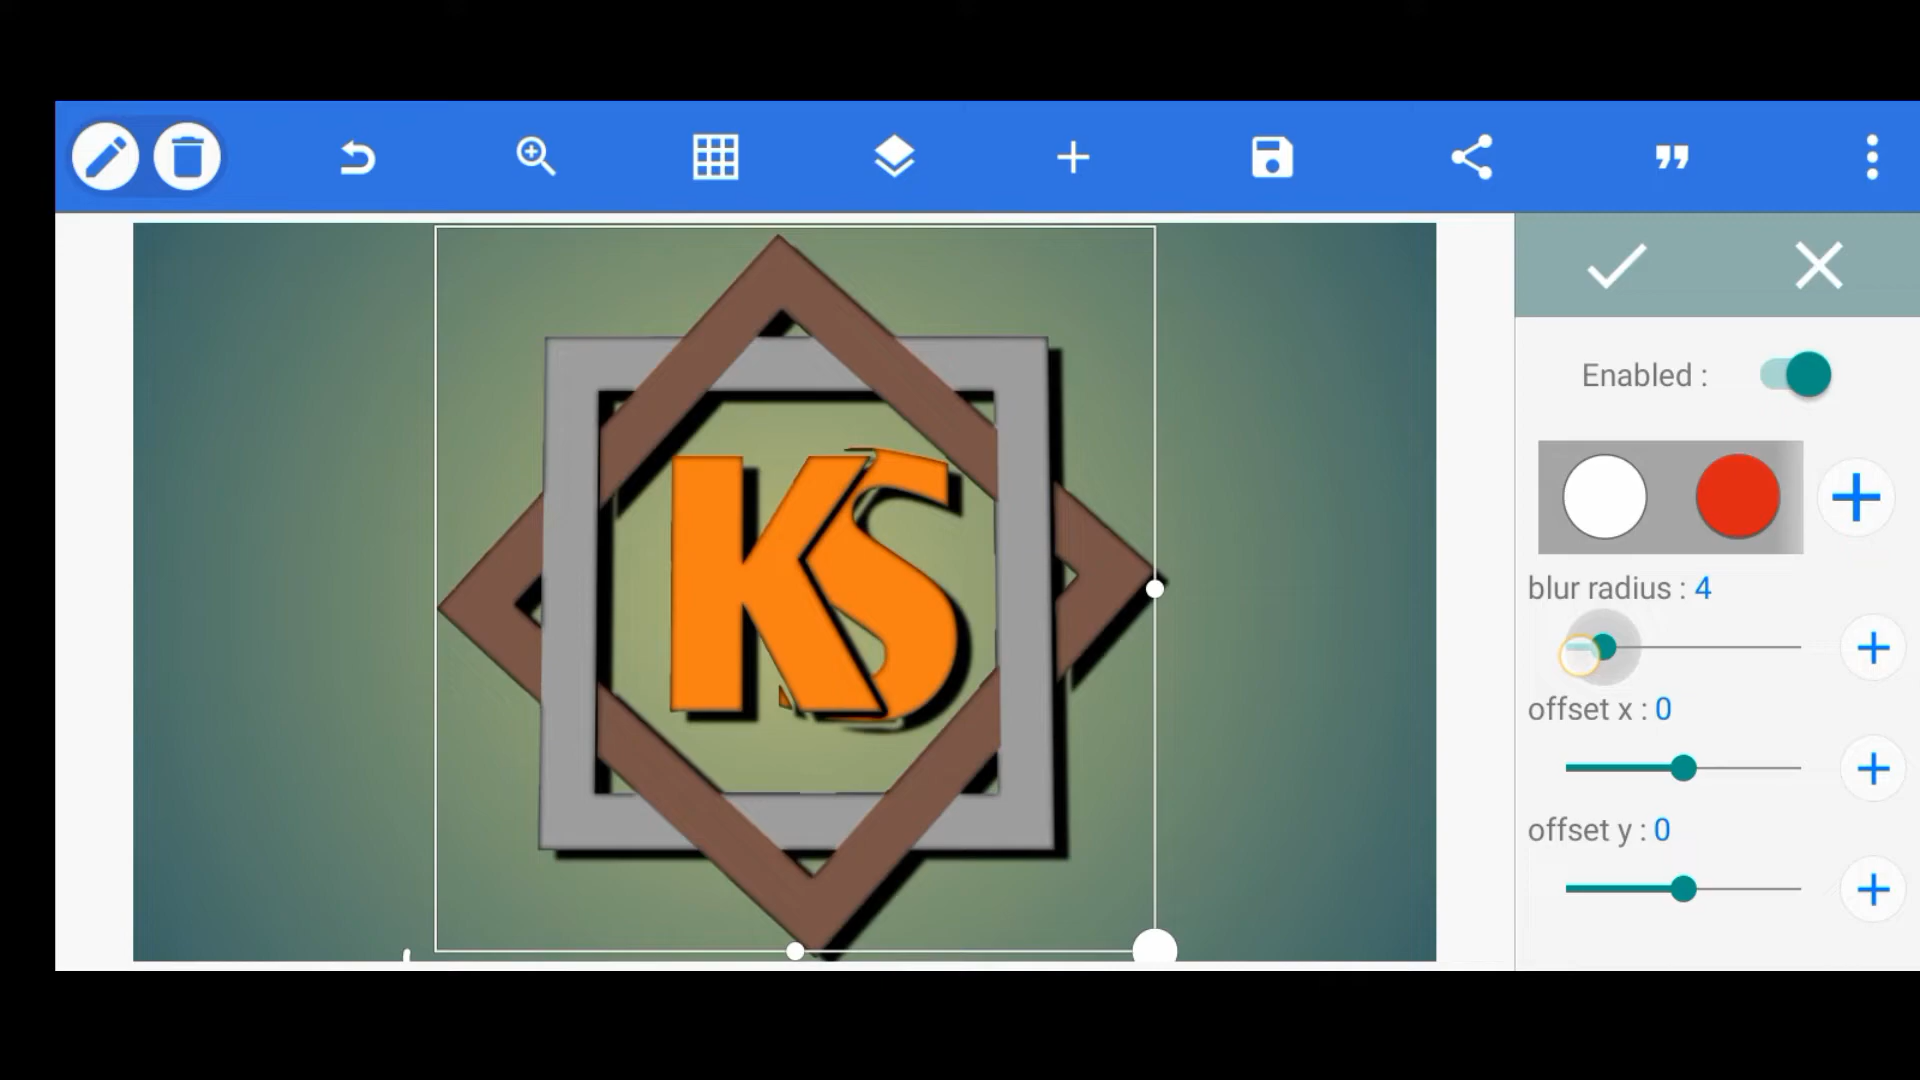 Enabled :
blur radius : 4
offset x : 0
offset y : 0
KS